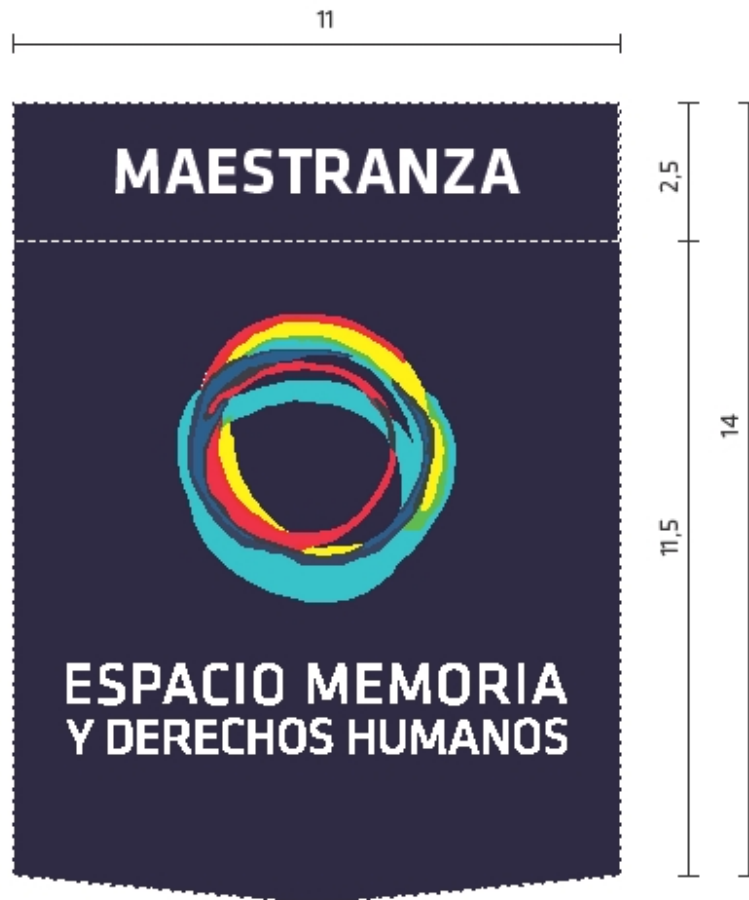 11
MAESTRANZA
2,5
14
11,5
ESPACIO MEMORIA
Y DERECHOS HUMANOS